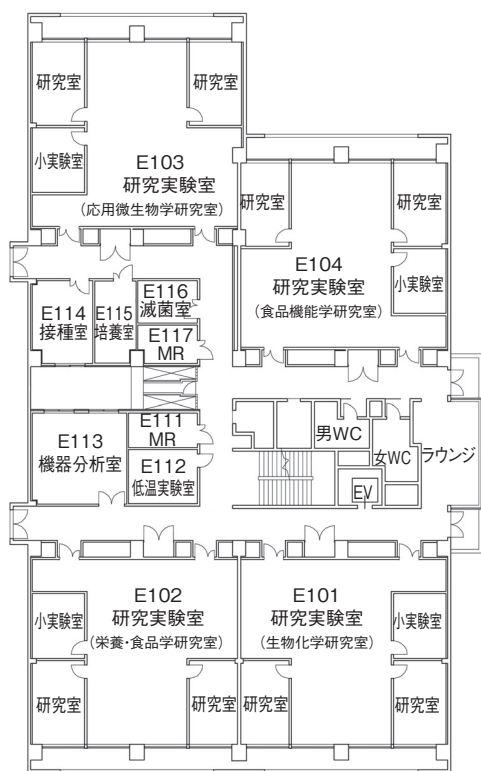 研究室
研究室
小実験室
E103
研究実験室
（応用微生物学研究室）
研究室
研究室
E104
研究実験室
（食品機能学研究室）
小実験室
E114
接種室
E115
培養室
E116
滅菌室
E117
MR
E111
MR
E113
機器分析室
E112
低温実験室
男WC
女WC
ラウンジ
EV
E102
研究実験室
（栄養・食品学研究室）
小実験室
研究室
研究室
E101
研究実験室
（生物化学研究室）
小実験室
研究室
研究室